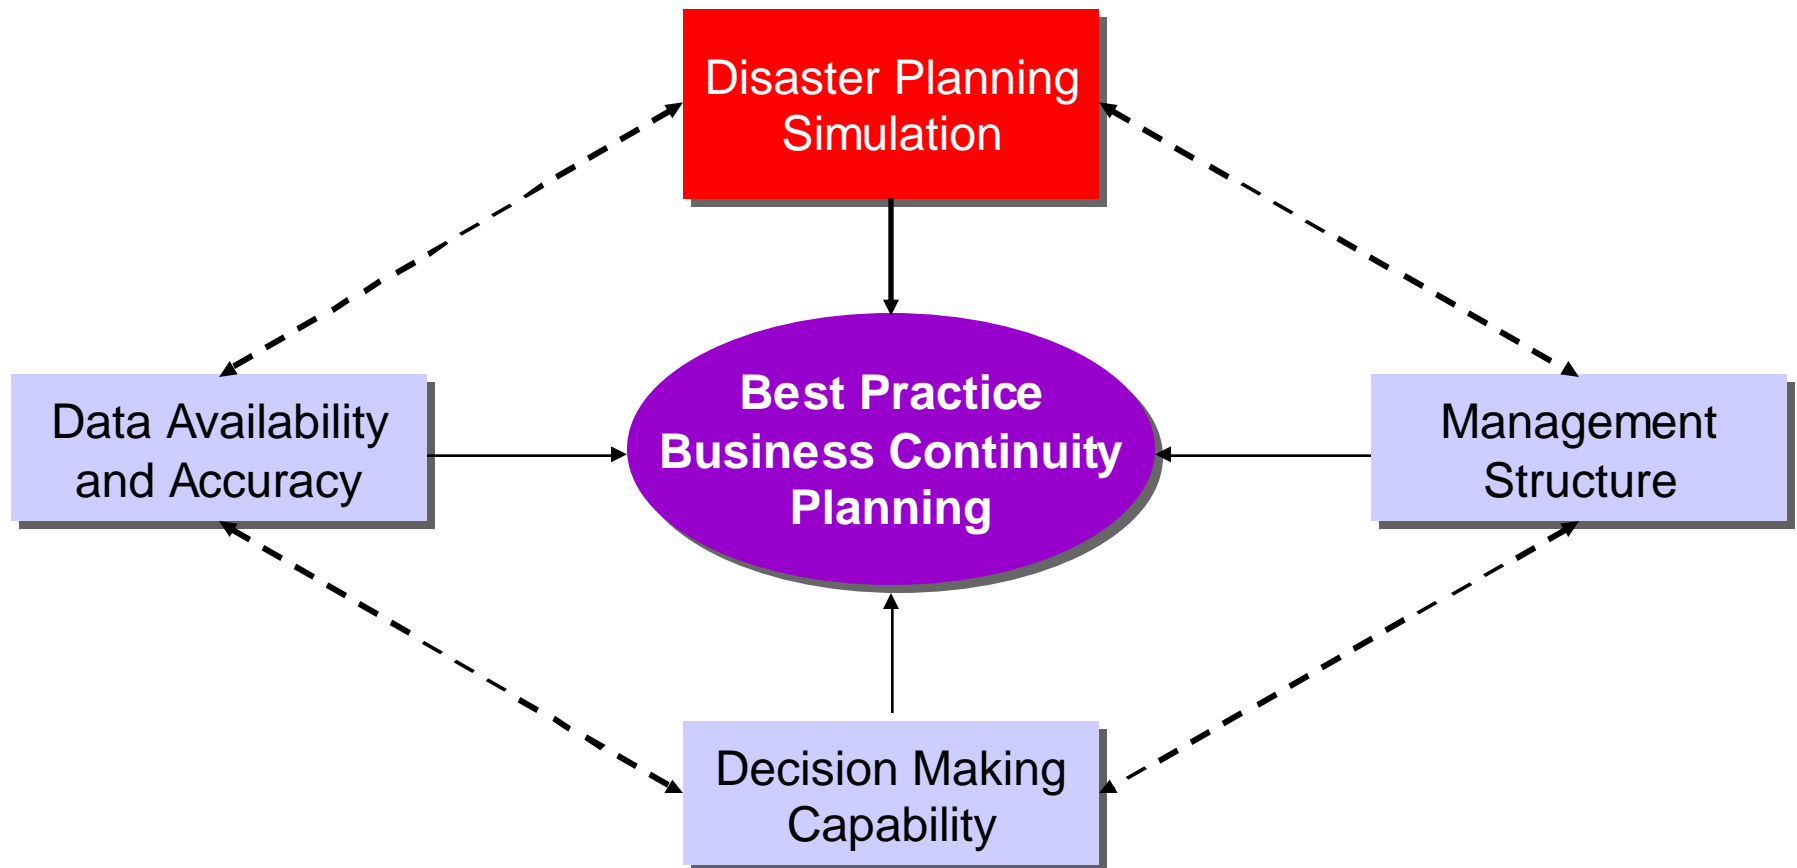 Disaster Planning
Simulation
Best Practice
Business Continuity
Planning
Data Availability
and Accuracy
Management
Structure
Decision Making
Capability